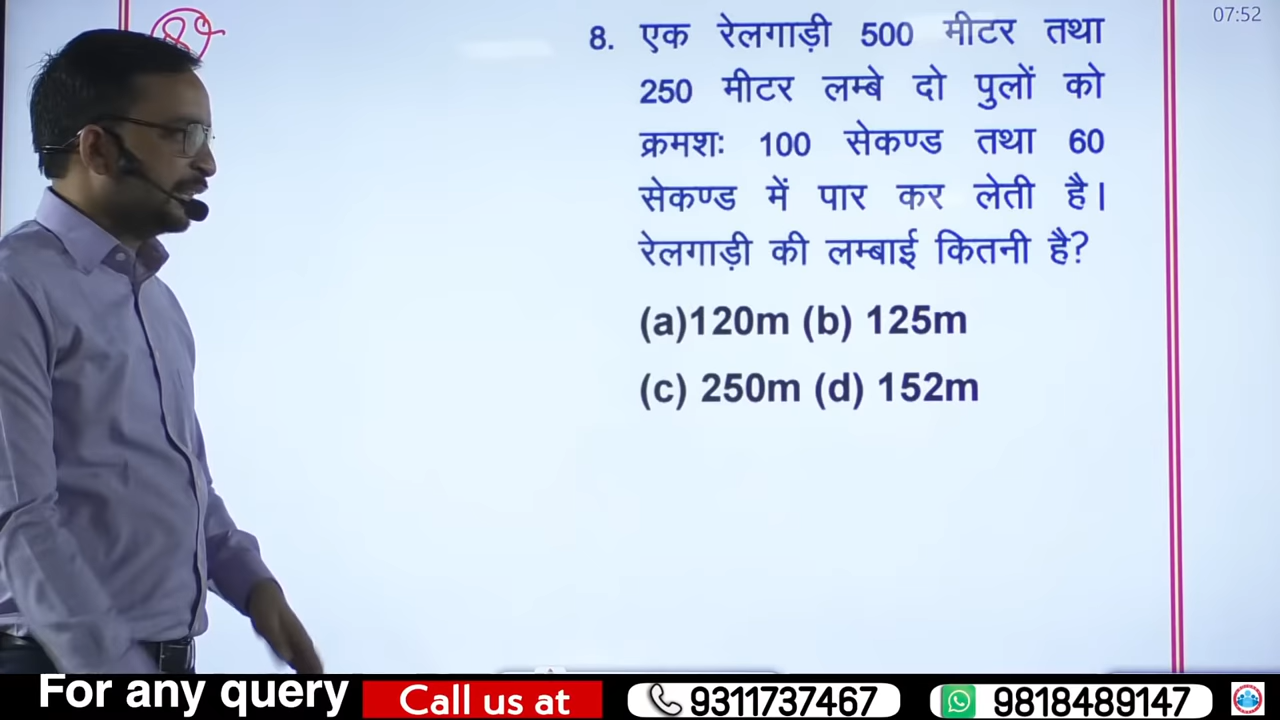 07:52
8. एक रेलगाड़ी 500 मीटर तथा
250 मीटर लम्बे दो पुलों को
क्रमशः 100 सेकण्ड तथा 60
सेकण्ड में पार कर लेती है।
रेलगाड़ी की लम्बाई कितनी है?
(a)120m (b) 125m
(c) 250m (d) 152m
For any query Call us at 9311737467 9818489147